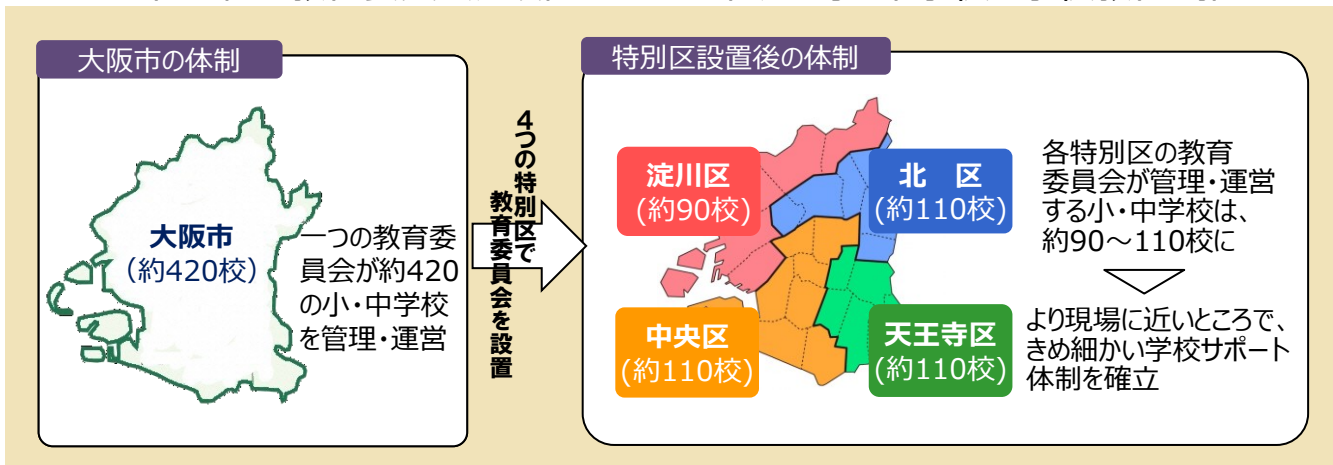 大阪市の体制
大阪市
（約420校）
一つの教育委
員会が約420
の小・中学校
を管理・運営
4つの特別区で
教育委員会を設置
特別区設置後の体制
淀川区
(約90校)
北　区
(約110校)
中央区
(約110校)
天王寺区
(約110校)
各特別区の教育
委員会が管理・運営
する小・中学校は、
約90～110校に
より現場に近いところで、
きめ細かい学校サポート
体制を確立